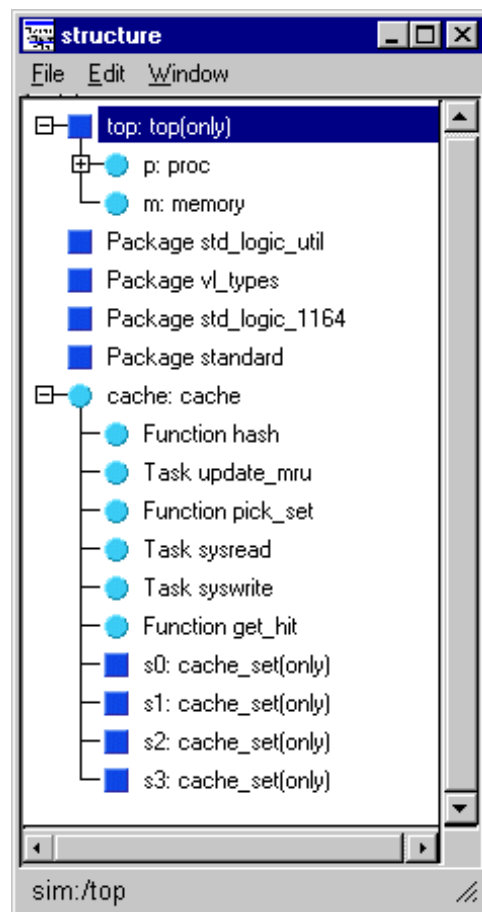 structure
File Edit Window
top: top(only)
p: proc
m: memory
Package std_logic_util
Package vl_types
Package std_logic_1164
Package standard
cache: cache
Function hash
Task update_mru
Function pick_set
Task sysread
Task syswrite
Function get_hit
s0: cache_set(only)
s1: cache_set(only)
s2: cache_set(only)
s3: cache_set(only)
sim:/top